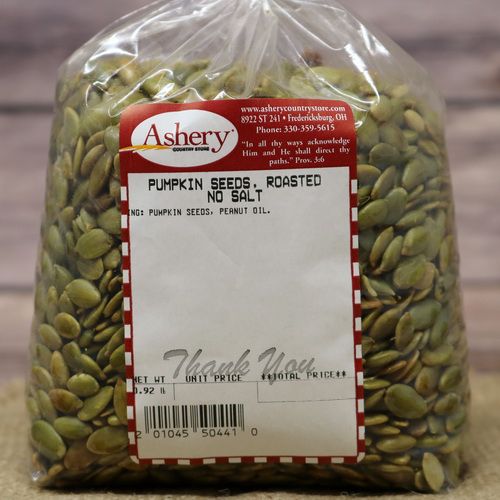 www.asherycountrystore.com
8922 ST 241 • Fredericksburg, OH
Phone: 330-359-5615
"In all thy ways acknowledge
Him and He shall direct thy
paths." Prov. 3:6
Ashery
COUNTRY STORE
PUMPKIN SEEDS, ROASTED
NO SALT
ING: PUMPKIN SEEDS, PEANUT OIL.
Thank You
NET WT UNIT PRICE **TOTAL PRICE**
0.92 lb
2 01045 50441 0